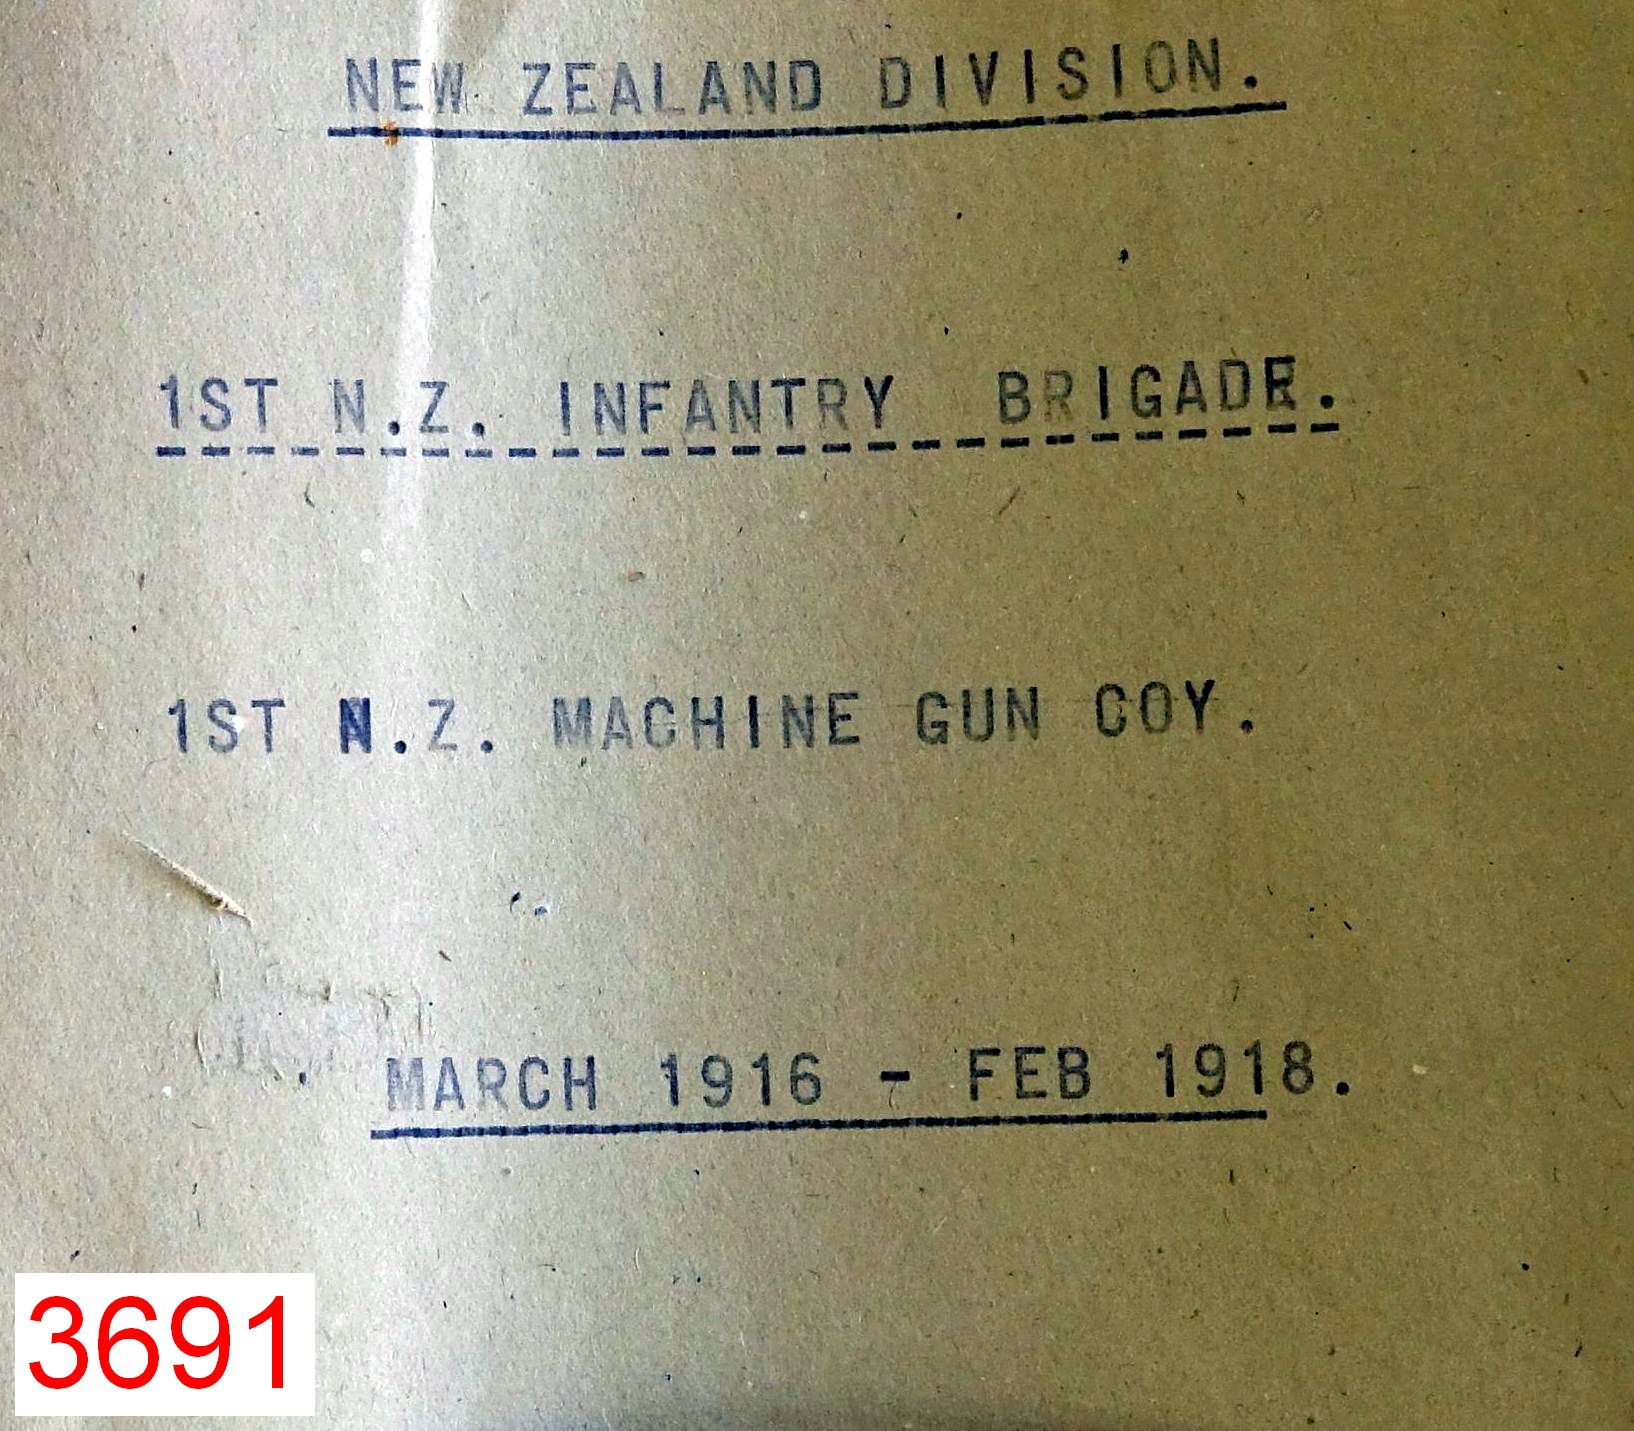 NEW ZEALAND DIVISION.
1ST N.Z. INFANTRY BRIGADE.
1ST N.Z. MACHINE GUN COY.
MARCH 1916 - FEB 1918.
3691